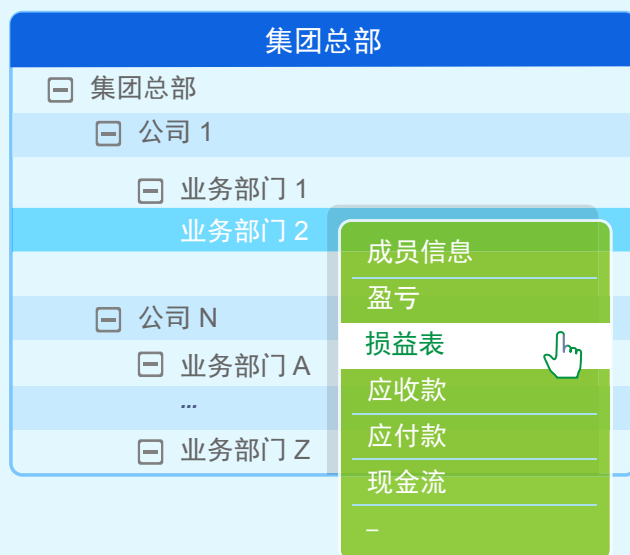 集团总部
集团总部
公司 1
业务部门 1
业务部门 2
成员信息
盈亏
公司 N
损益表
业务部门 A
应收款
...
应付款
业务部门 Z
现金流
–